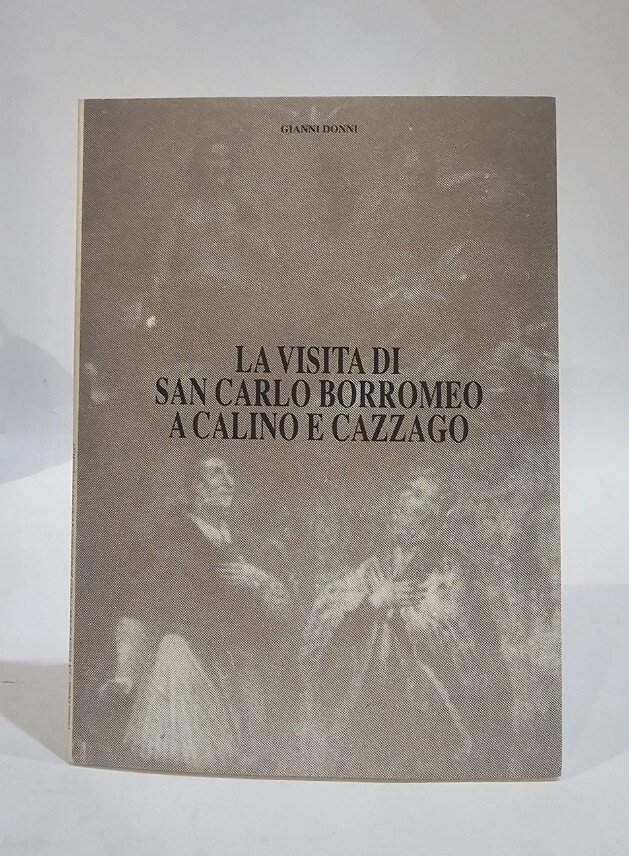 GIANNI DONNI
LA VISITA DI
SAN CARLO BORROMEO
A CALINO E CAZZAGO